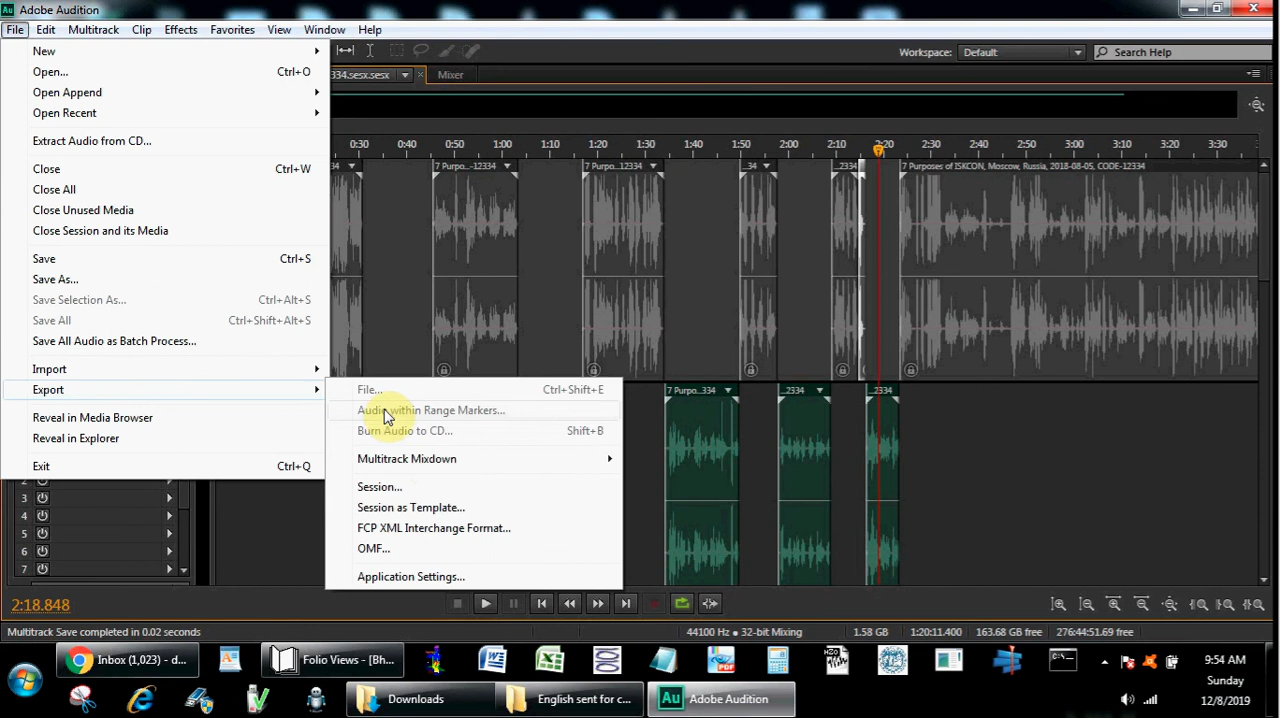 Au Adobe Audition
File Edit Multitrack Clip Effects Favorites View Window Help
New
Open... Ctrl+O
Open Append
Open Recent
Extract Audio from CD...
Close Ctrl+W
Close All
Close Unused Media
Close Session and its Media
Save Ctrl+S
Save As...
Save Selection As... Ctrl+Alt+S
Save All Ctrl+Shift+Alt+S
Save All Audio as Batch Process...
Import
Export
Reveal in Media Browser
Reveal in Explorer
Exit Ctrl+Q
File... Ctrl+Shift+E
Audio within Range Markers...
Burn Audio to CD... Shift+B
Multitrack Mixdown
Session...
Session as Template...
FCP XML Interchange Format...
OMF...
Application Settings...
Workspace: Default Search Help
334.sesx.sesx Mixer
0:30 0:40 0:50 1:00 1:10 1:20 1:30 1:40 1:50 2:00 2:10 2:20 2:30 2:40 2:50 3:00 3:10 3:20 3:30
334 7 Purpo...-12334 7 Purpo...12334 ...34 ...2334 7 Purposes of ISKCON, Moscow, Russia, 2018-08-05, CODE-12334
7 Purpo...334 ...2334 ...2334
2
3
4
5
6
7
2:18.848
Multitrack Save completed in 0.02 seconds 44100 Hz ● 32-bit Mixing 1.58 GB 1:20:11.400 163.68 GB free 276:44:51.69 free
Inbox (1,023) - d... Folio Views - [Bh... PDF
Downloads English sent for c... Au Adobe Audition
9:54 AM
Sunday
12/8/2019